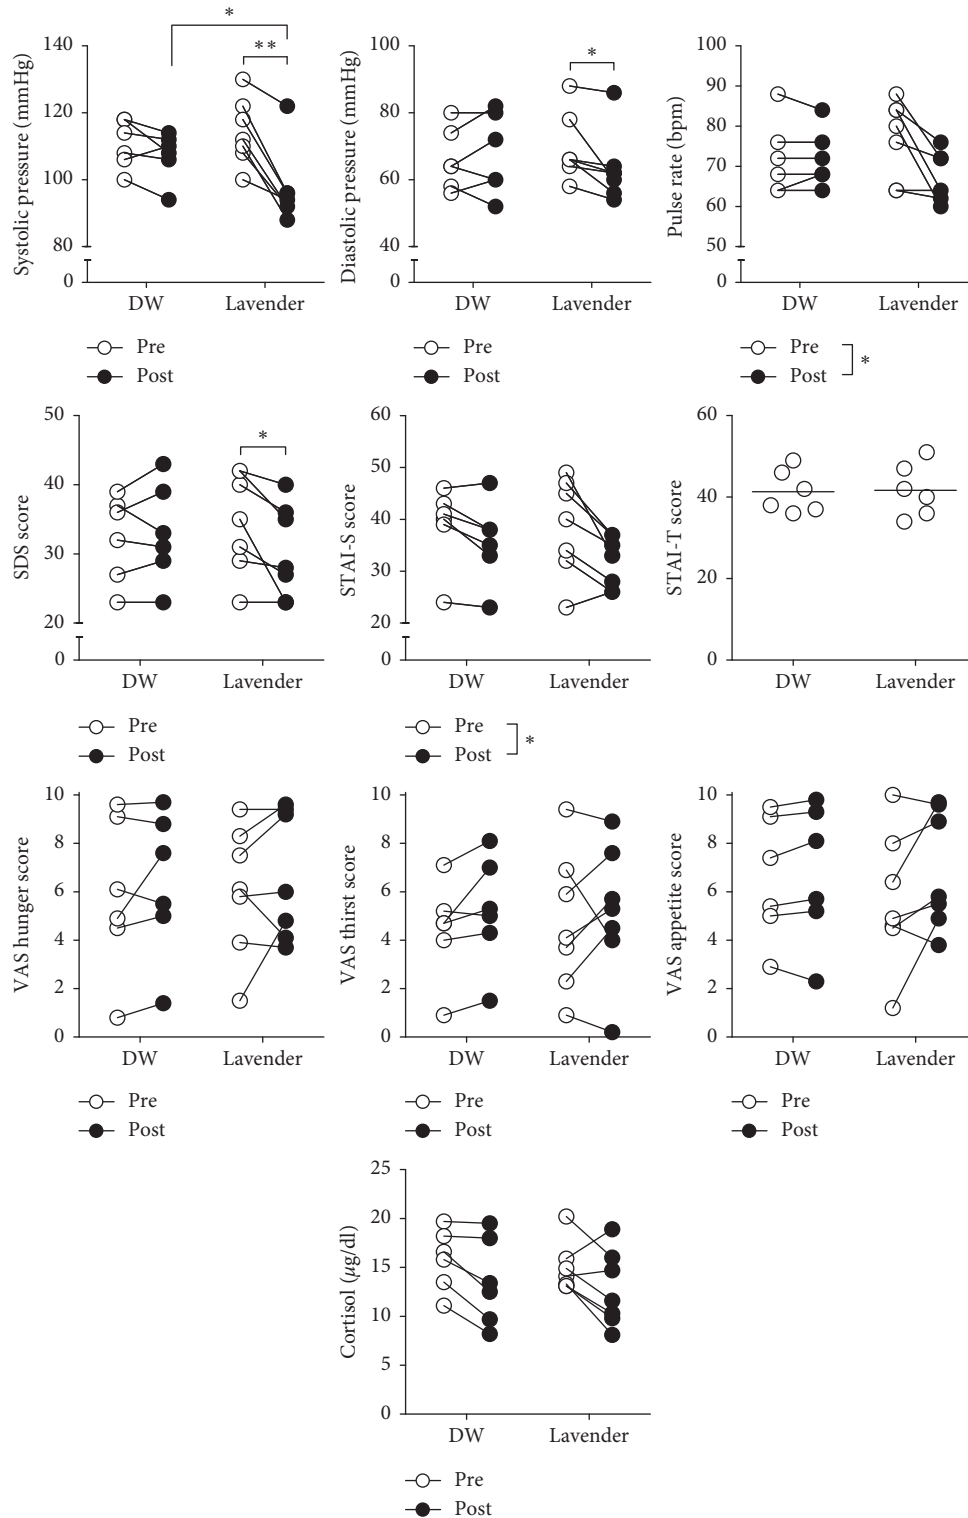 *
**
Systolic pressure (mmHg)
140
120
100
80
0
DW Lavender
Pre
Post
*
Diastolic pressure (mmHg)
100
80
60
40
0
DW Lavender
Pre
Post
Pulse rate (bpm)
100
90
80
70
60
50
0
DW Lavender
Pre
Post
*
*
SDS score
50
40
30
20
0
DW Lavender
Pre
Post
STAI-S score
60
50
40
30
20
0
DW Lavender
Pre
Post
*
STAI-T score
60
40
20
0
DW Lavender
VAS hunger score
10
8
6
4
2
0
DW Lavender
Pre
Post
VAS thirst score
10
8
6
4
2
0
DW Lavender
Pre
Post
VAS appetite score
10
8
6
4
2
0
DW Lavender
Pre
Post
Cortisol (μg/dl)
25
20
15
10
5
0
DW Lavender
Pre
Post